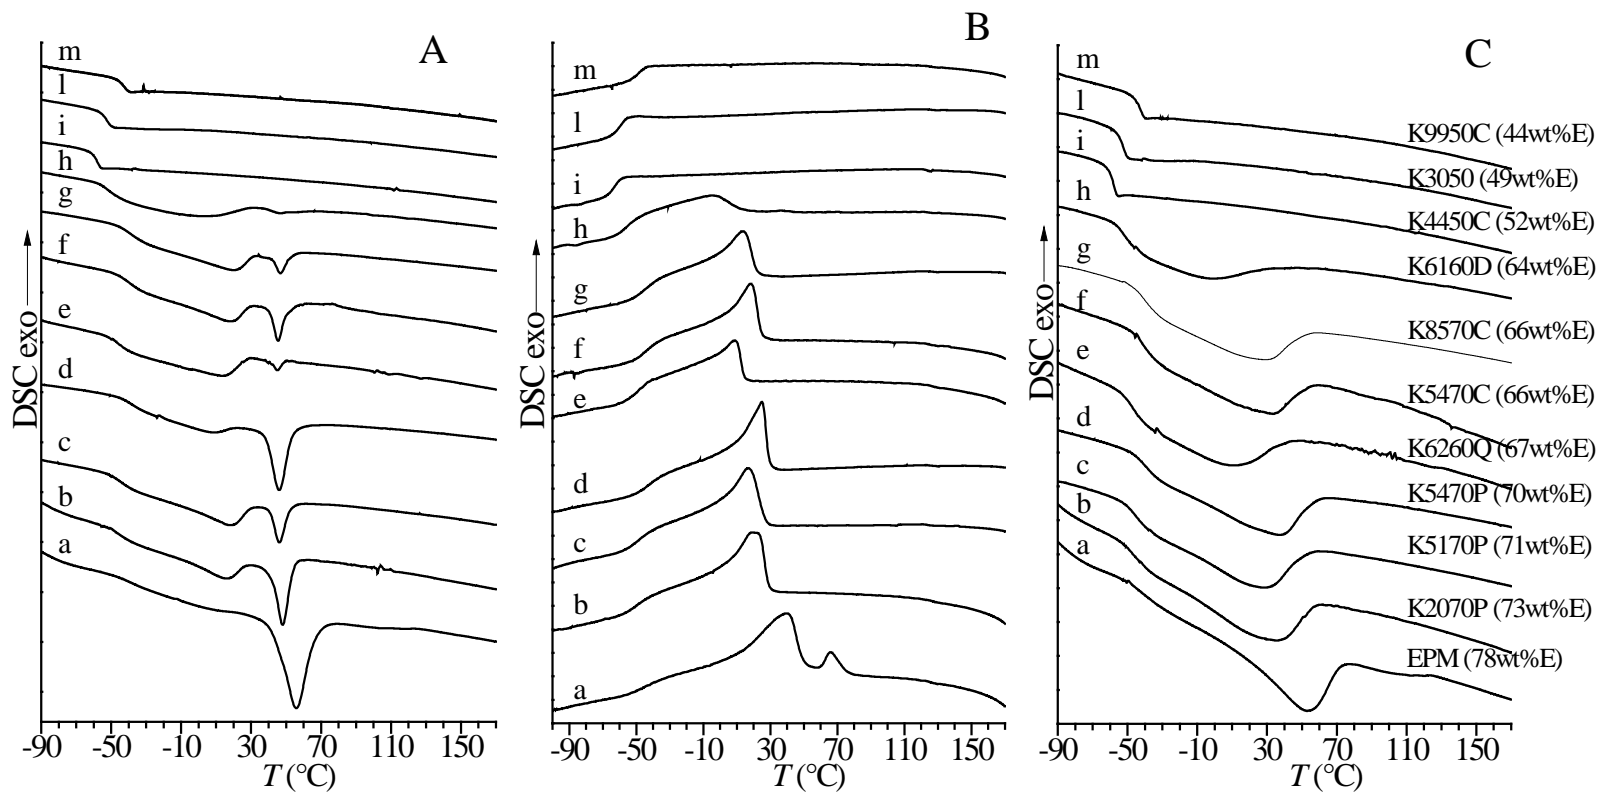 A
m
l
i
h
g
f
e
d
c
b
a
DSC exo
-90 -50 -10 30 70 110 150
T (°C)
B
m
l
i
h
g
f
e
d
c
b
a
DSC exo
-90 -50 -10 30 70 110 150
T (°C)
C
m
l
i
h
g
f
e
d
c
b
a
DSC exo
K9950C (44wt%E)
K3050 (49wt%E)
K4450C (52wt%E)
K6160D (64wt%E)
K8570C (66wt%E)
K5470C (66wt%E)
K6260Q (67wt%E)
K5470P (70wt%E)
K5170P (71wt%E)
K2070P (73wt%E)
EPM (78wt%E)
-90 -50 -10 30 70 110 150
T (°C)